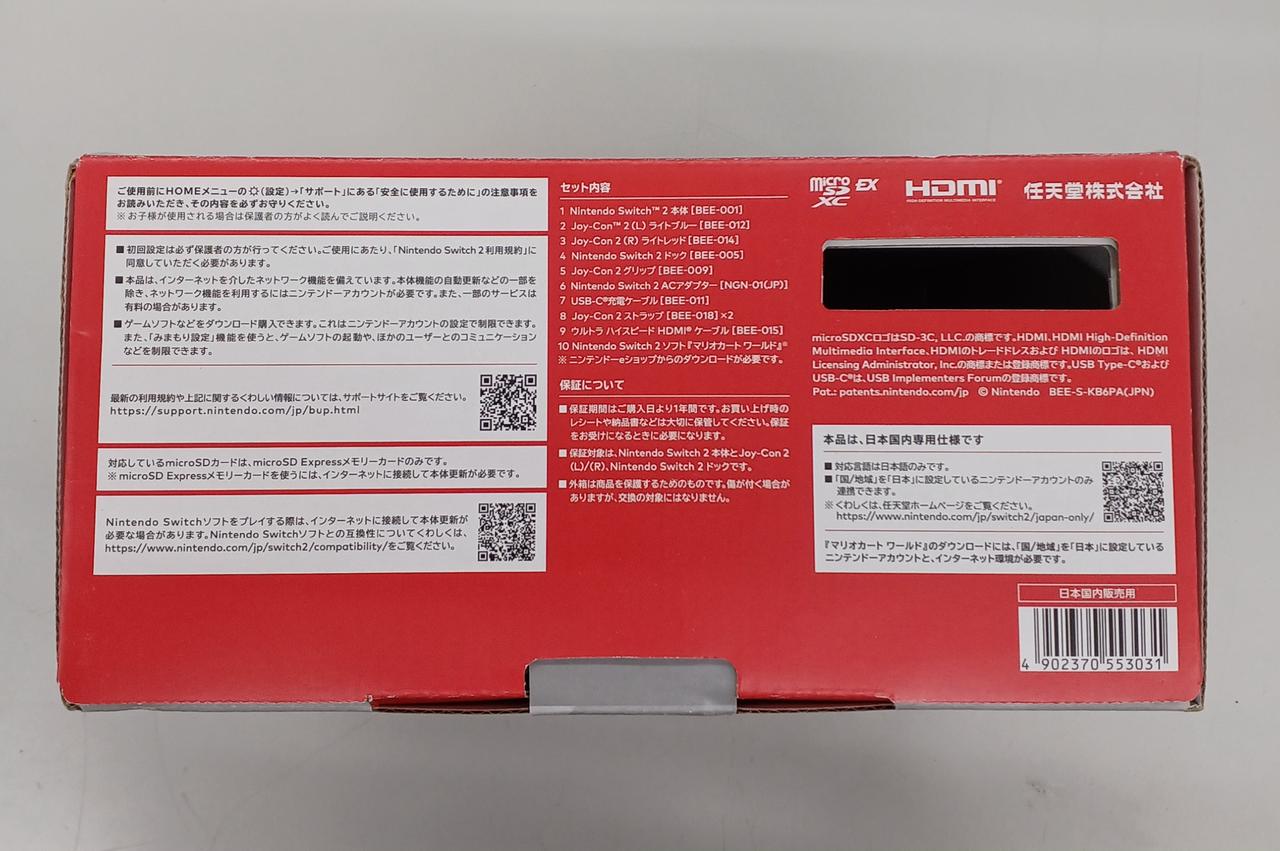 ご使用前にHOMEメニューの (設定)→「サポート」にある「安全に使用するために」の注意事項を
お読みいただき、その内容を必ずお守りください。
※お子様が使用される場合は保護者の方がよく読んでご説明ください。
■初回設定は必ず保護者の方が行ってください。ご使用にあたり、「Nintendo Switch 2利用規約」に
同意していただく必要があります。
■本品は、インターネットを介したネットワーク機能を備えています。本体機能の自動更新などの一部を
除き、ネットワーク機能を利用するにはニンテンドーアカウントが必要です。また、一部のサービスは
有料の場合があります。
■ゲームソフトなどをダウンロード購入できます。これはニンテンドーアカウントの設定で制限できます。
また、「みまもり設定」機能を使うと、ゲームソフトの起動や、ほかのユーザーとのコミュニケーション
などを制限できます。
最新の利用規約や上記に関するくわしい情報については、サポートサイトをご覧ください。
https://support.nintendo.com/jp/bup.html
対応しているmicroSDカードは、microSD Expressメモリーカードのみです。
※microSD Expressメモリーカードを使うには、インターネットに接続して本体更新が必要です。
Nintendo Switchソフトをプレイする際は、インターネットに接続して本体更新が
必要な場合があります。Nintendo Switchソフトとの互換性についてくわしくは、
https://www.nintendo.com/jp/switch2/compatibility/をご覧ください。
セット内容
1 Nintendo Switch™ 2 本体 [BEE-001]
2 Joy-Con™ 2 (L) ライトブルー [BEE-012]
3 Joy-Con 2 (R) ライトレッド [BEE-014]
4 Nintendo Switch 2 ドック [BEE-005]
5 Joy-Con 2 グリップ [BEE-009]
6 Nintendo Switch 2 ACアダプター [NGN-01(JP)]
7 USB-C®充電ケーブル [BEE-011]
8 Joy-Con 2 ストラップ [BEE-018] ×2
9 ウルトラ ハイスピード HDMI® ケーブル [BEE-015]
10 Nintendo Switch 2 ソフト『マリオカート ワールド』※
※ ニンテンドーeショップからのダウンロードが必要です。
保証について
■保証期間はご購入日より1年間です。お買い上げ時の
レシートや納品書などは大切に保管してください。保証
をお受けになるときに必要になります。
■保証対象は、Nintendo Switch 2 本体とJoy-Con 2
(L)/(R)、Nintendo Switch 2 ドックです。
■外箱は商品を保護するためのものです。傷が付く場合が
ありますが、交換の対象にはなりません。
micro SD XC EX
HDMI®
HIGH-DEFINITION MULTIMEDIA INTERFACE
任天堂株式会社
microSDXCロゴはSD-3C, LLC.の商標です。HDMI、HDMI High-Definition
Multimedia Interface、HDMIのトレードドレスおよび HDMIのロゴは、HDMI
Licensing Administrator, Inc.の商標または登録商標です。USB Type-C®および
USB-C®は、USB Implementers Forumの登録商標です。
Pat.: patents.nintendo.com/jp © Nintendo BEE-S-KB6PA(JPN)
本品は、日本国内専用仕様です
■対応言語は日本語のみです。
■「国/地域」を「日本」に設定しているニンテンドーアカウントのみ
連携できます。
※くわしくは、任天堂ホームページをご覧ください。
https://www.nintendo.com/jp/switch2/japan-only/
『マリオカート ワールド』のダウンロードには、「国/地域」を「日本」に設定している
ニンテンドーアカウントと、インターネット環境が必要です。
日本国内販売用
4 902370 553031